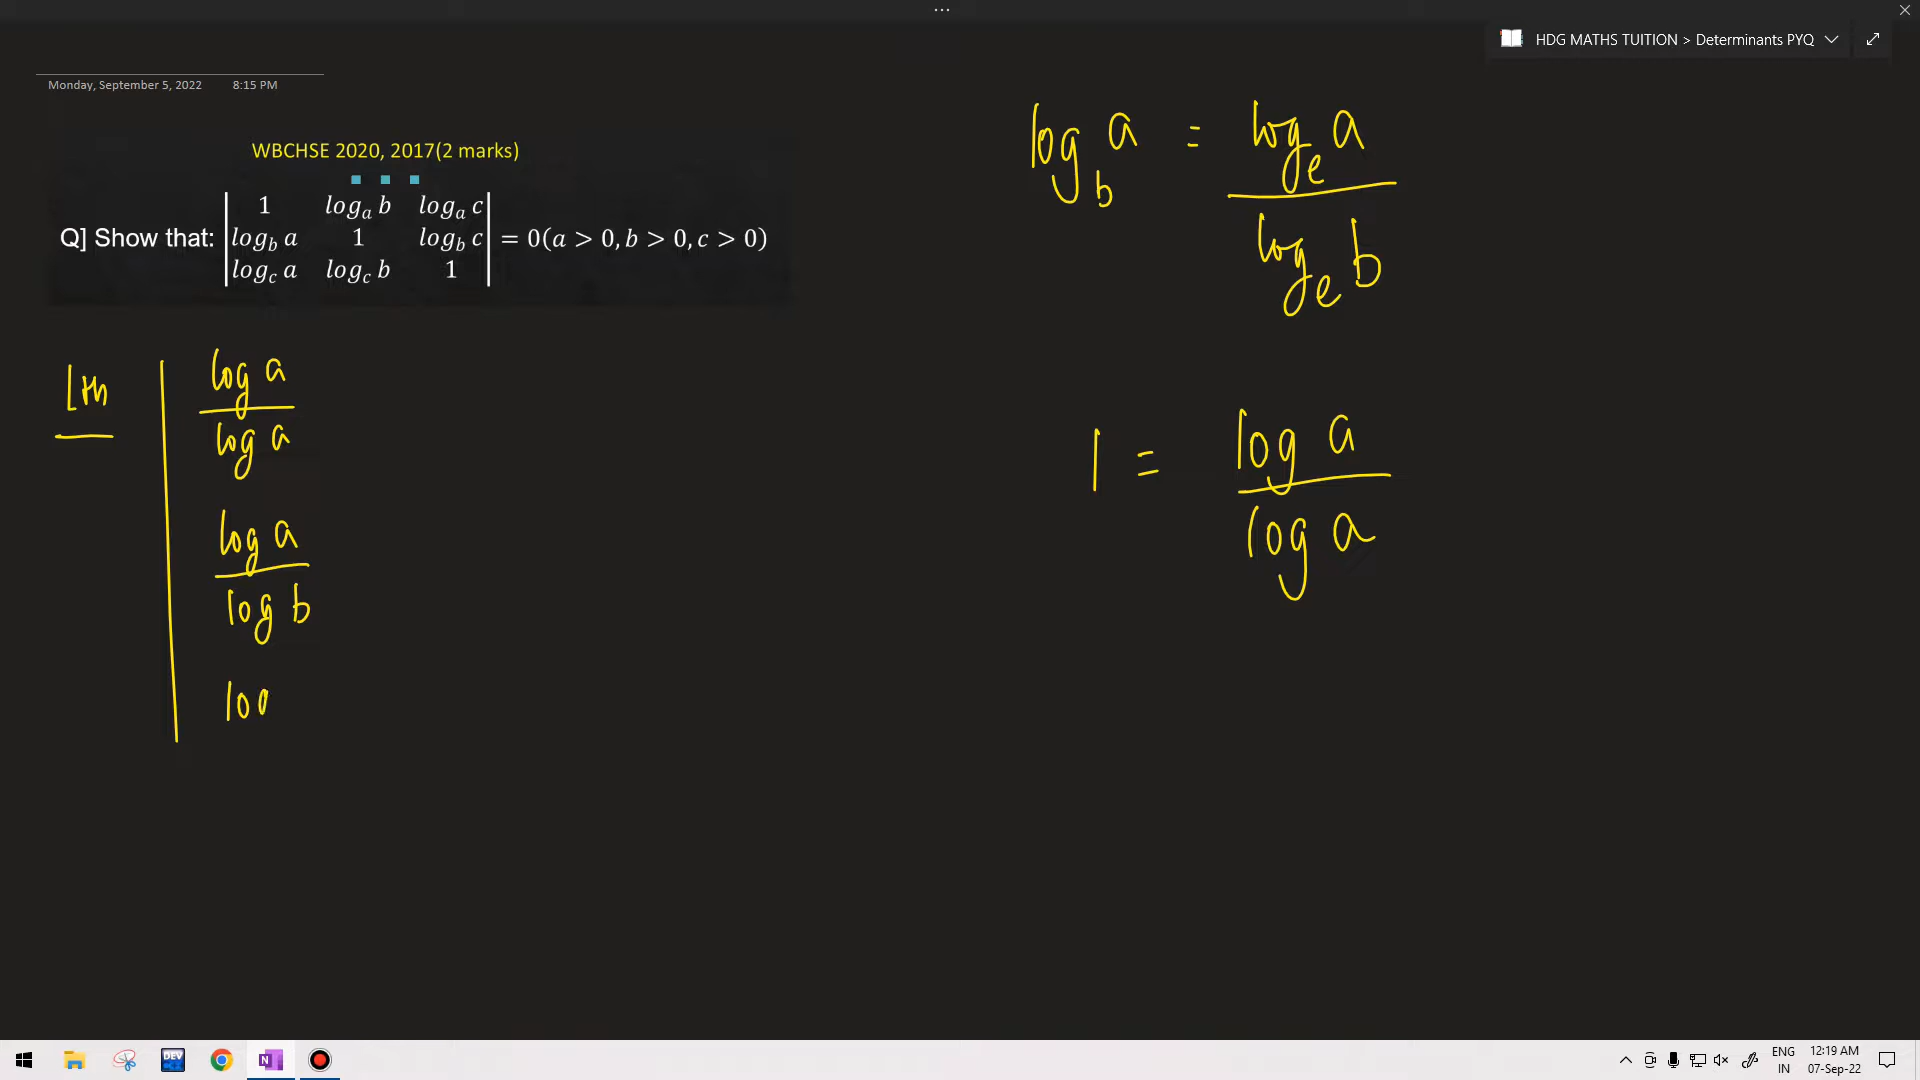 HDG MATHS TUITION > Determinants PYQ
Monday, September 5, 2022 8:15 PM
WBCHSE 2020, 2017(2 marks)
Q] Show that: | 1 log_a b log_a c |
| log_b a 1 log_b c | = 0(a > 0, b > 0, c > 0)
| log_c a log_c b 1 |
log_b a = log_e a / log_e b
log a
log a
log a
log b
1 = log a / log a
ENG
IN
12:19 AM
07-Sep-22
DEV